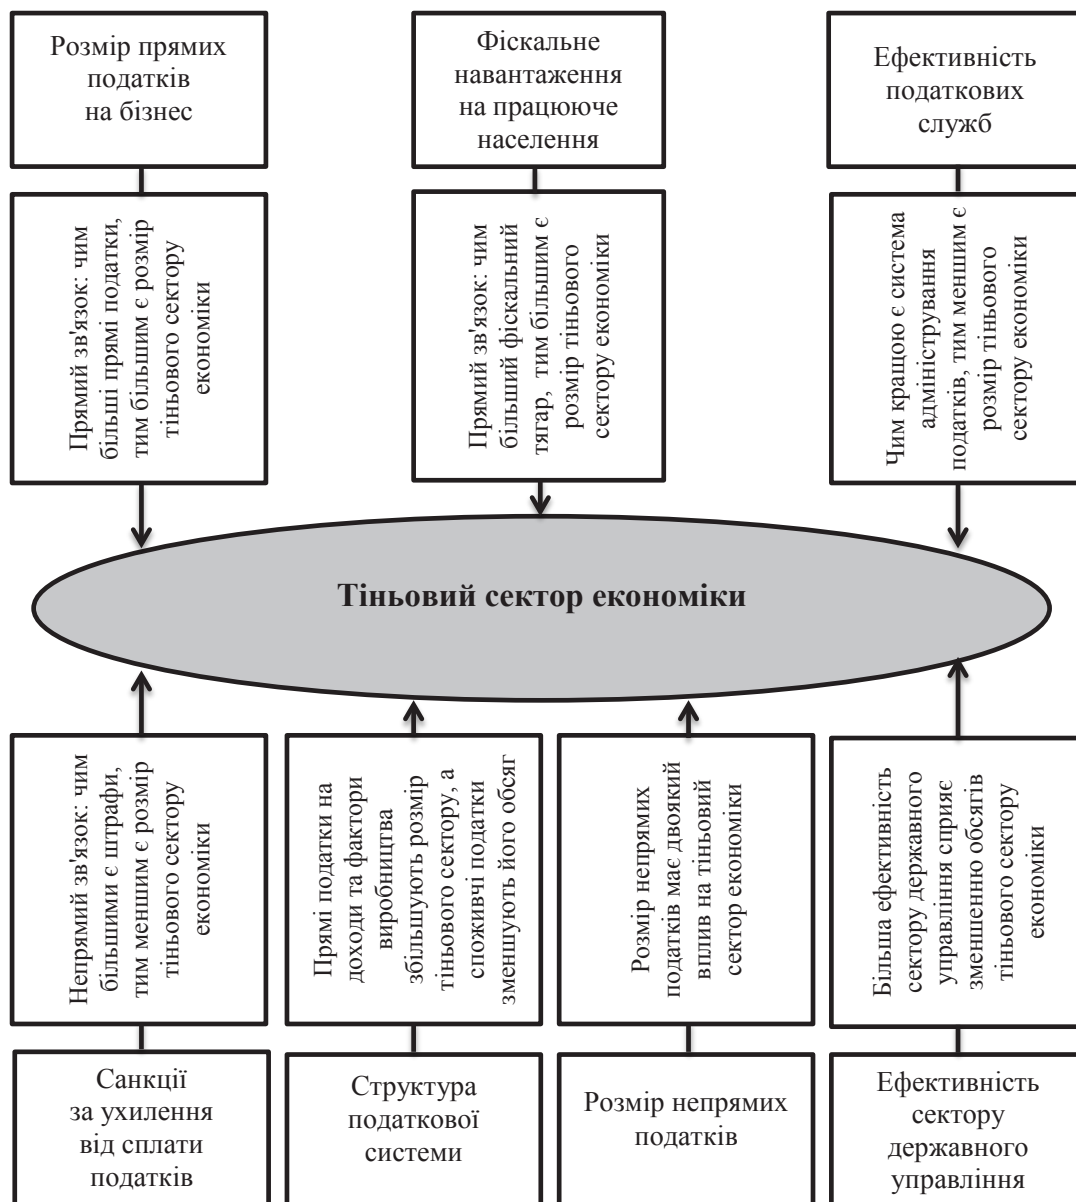 Розмір прямих
податків
на бізнес
Фіскальне
навантаження
на працююче
населення
Ефективність
податкових
служб
Прямий зв'язок: чим
більші прямі податки,
тим більшим є розмір
тіньового сектору
економіки
Прямий зв'язок: чим
більший фіскальний
тягар, тим більшим є
розмір тіньового
сектору економіки
Чим кращою є система
адміністрування
податків, тим меншим є
розмір тіньового
сектору економіки
Тіньовий сектор економіки
Непрямий зв'язок: чим
більшими є штрафи,
тим меншим є розмір
тіньового сектору
економіки
Прямі податки на
доходи та фактори
виробництва
збільшують розмір
тіньового сектору, а
споживчі податки
зменшують його обсяг
Розмір непрямих
податків має двоякий
вплив на тіньовий
сектор економіки
Більша ефективність
сектору державного
управління сприяє
зменшенню обсягів
тіньового сектору
економіки
Санкції
за ухилення
від сплати
податків
Структура
податкової
системи
Розмір непрямих
податків
Ефективність
сектору
державного
управління